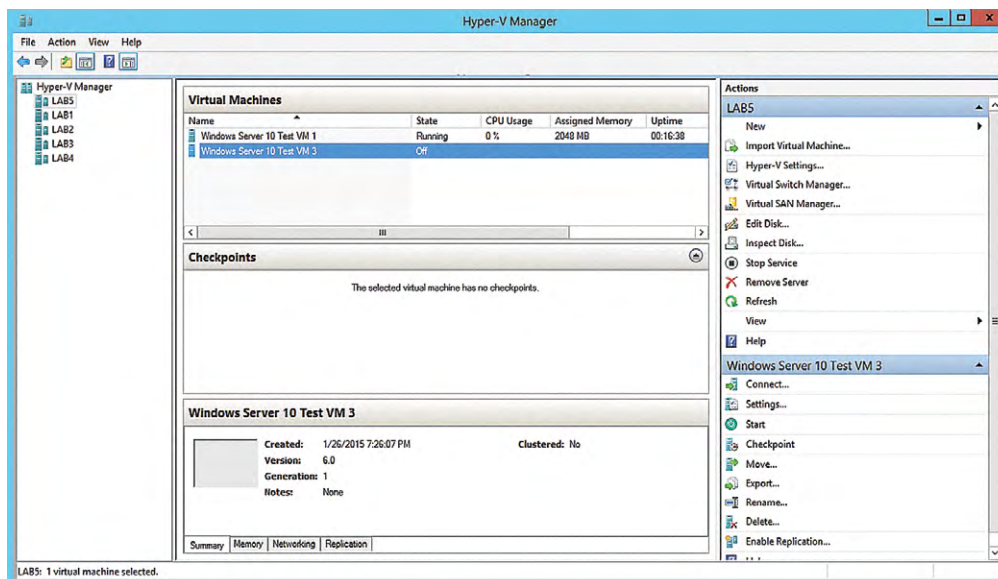 Hyper-V Manager
File Action View Help
Hyper-V Manager
LAB5
LAB1
LAB2
LAB3
LAB4
Virtual Machines
Name State CPU Usage Assigned Memory Uptime
Windows Server 10 Test VM 1 Running 0 % 2048 MB 00:16:38
Windows Server 10 Test VM 3 Off
Checkpoints
The selected virtual machine has no checkpoints.
Windows Server 10 Test VM 3
Created: 1/26/2015 7:26:07 PM Clustered: No
Version: 6.0
Generation: 1
Notes: None
Summary Memory Networking Replication
Actions
LAB5
New
Import Virtual Machine...
Hyper-V Settings...
Virtual Switch Manager...
Virtual SAN Manager...
Edit Disk...
Inspect Disk...
Stop Service
Remove Server
Refresh
View
Help
Windows Server 10 Test VM 3
Connect...
Settings...
Start
Checkpoint
Move...
Export...
Rename...
Delete...
Enable Replication...
LAB5: 1 virtual machine selected.